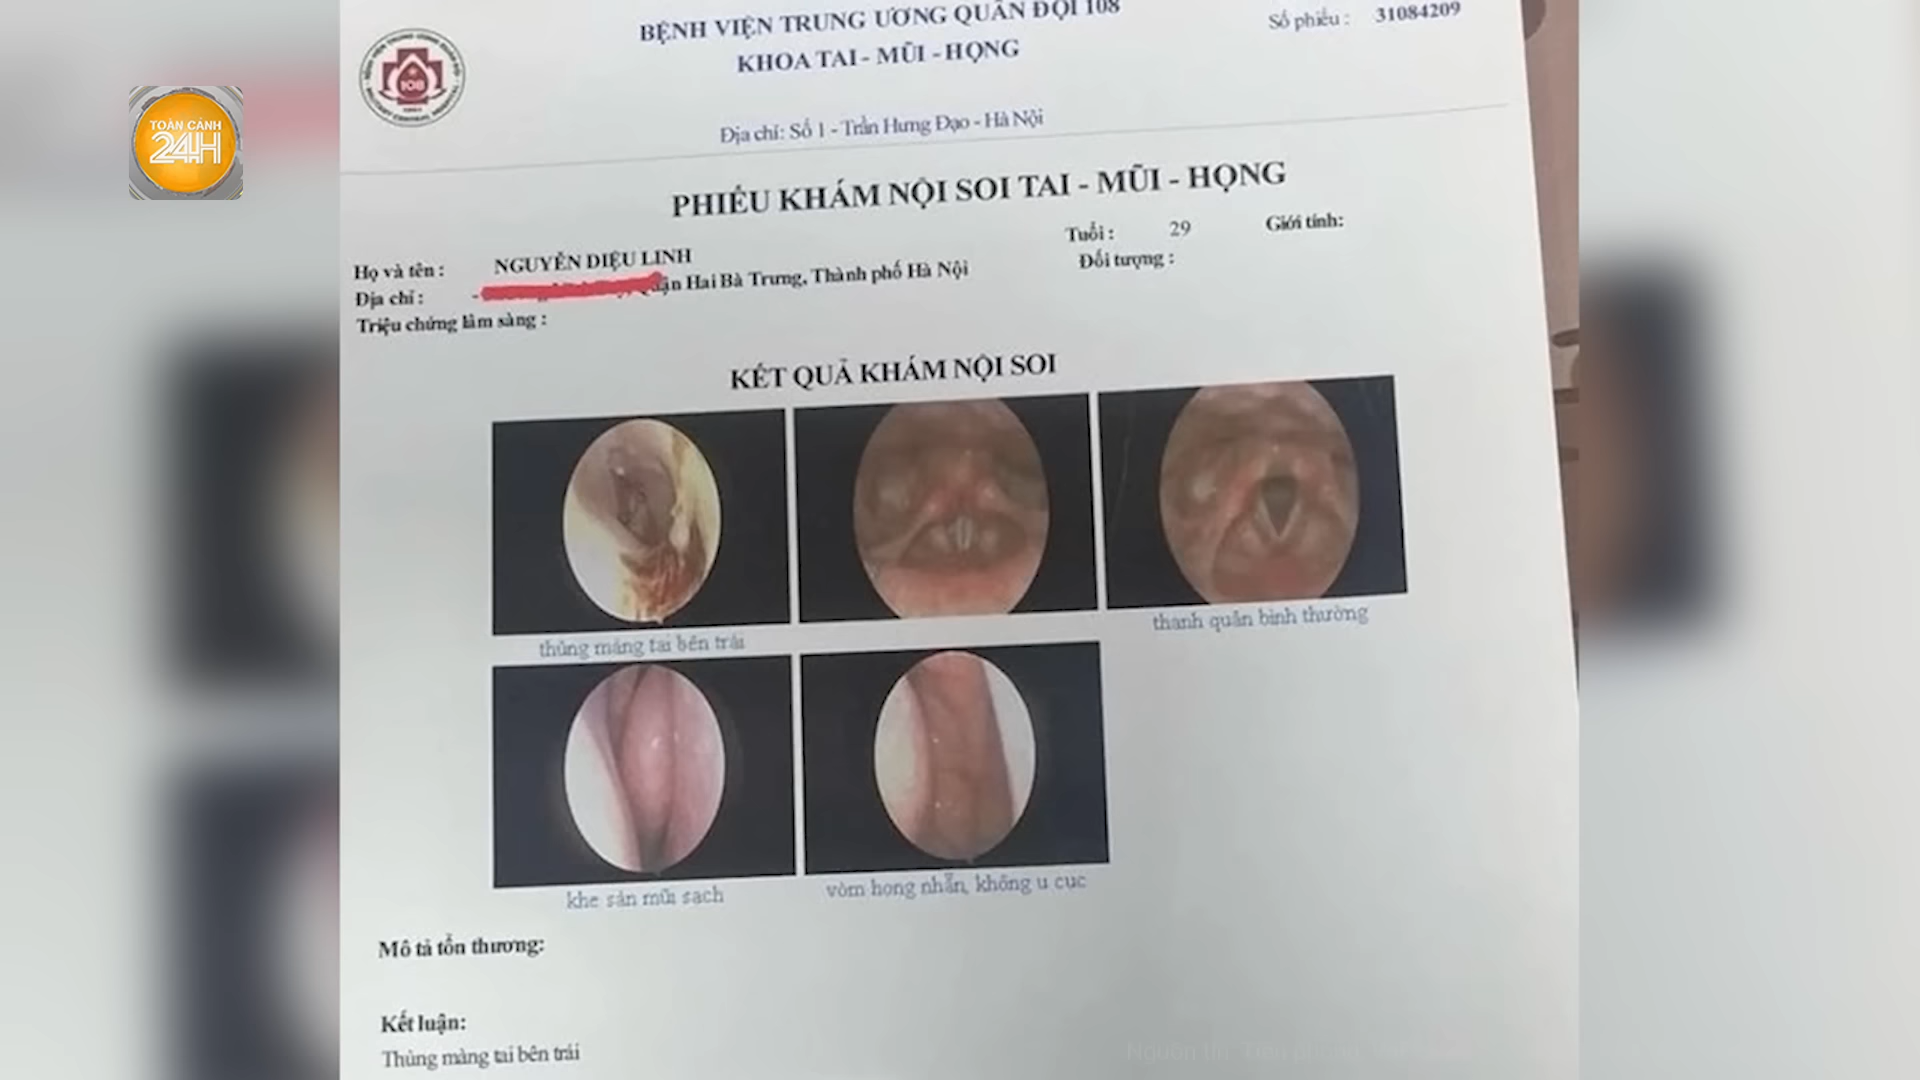 BỆNH VIỆN TRUNG ƯƠNG QUÂN ĐỘI 108
Số phiếu : 31084209
KHOA TAI - MŨI - HỌNG
108
TOÀN CẢNH
24H
Địa chỉ: Số 1 - Trần Hưng Đạo - Hà Nội
PHIẾU KHÁM NỘI SOI TAI - MŨI - HỌNG
Họ và tên : NGUYỄN DIỆU LINH
Tuổi : 29 Giới tính:
Địa chỉ : - Quận Hai Bà Trưng, Thành phố Hà Nội
Đối tượng :
Triệu chứng lâm sàng :
KẾT QUẢ KHÁM NỘI SOI
thủng màng tai bên trái
thanh quản bình thường
khe sàn mũi sạch
vòm họng nhẵn, không u cục
Mô tả tổn thương:
Kết luận:
Thủng màng tai bên trái